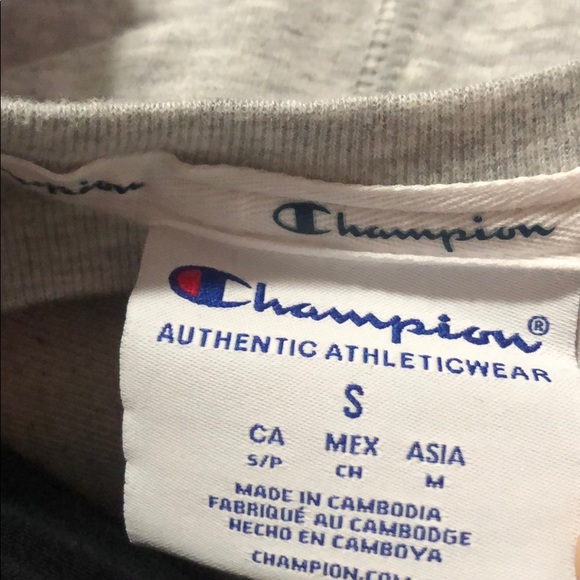 Champion
Champion
Champion®
AUTHENTIC ATHLETICWEAR
S
CA MEX ASIA
S/P CH M
MADE IN CAMBODIA
FABRIQUÉ AU CAMBODGE
HECHO EN CAMBOYA
CHAMPION.COM